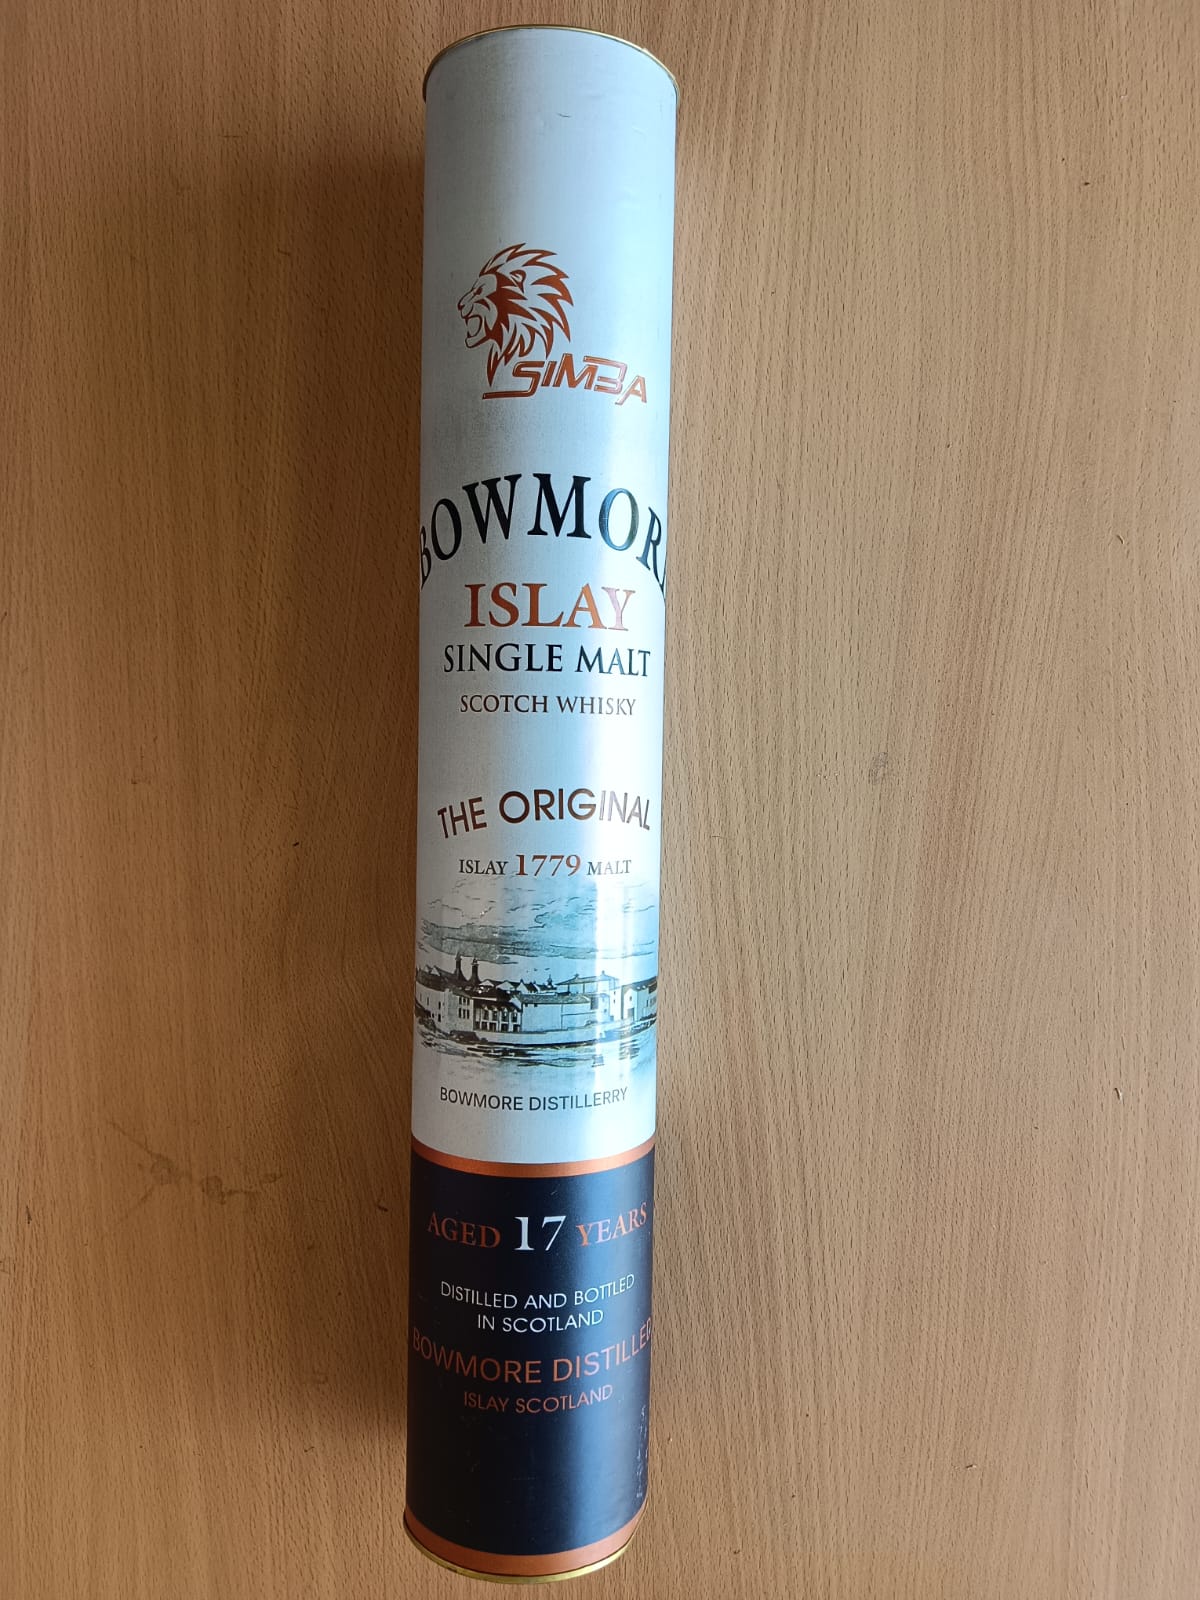 SIMBA
BOWMOR
ISLAY
SINGLE MALT
SCOTCH WHISKY
THE ORIGINAL
ISLAY 1779 MALT
BOWMORE DISTILLERRY
AGED 17 YEARS
DISTILLED AND BOTTLED
IN SCOTLAND
BOWMORE DISTILLER
ISLAY SCOTLAND